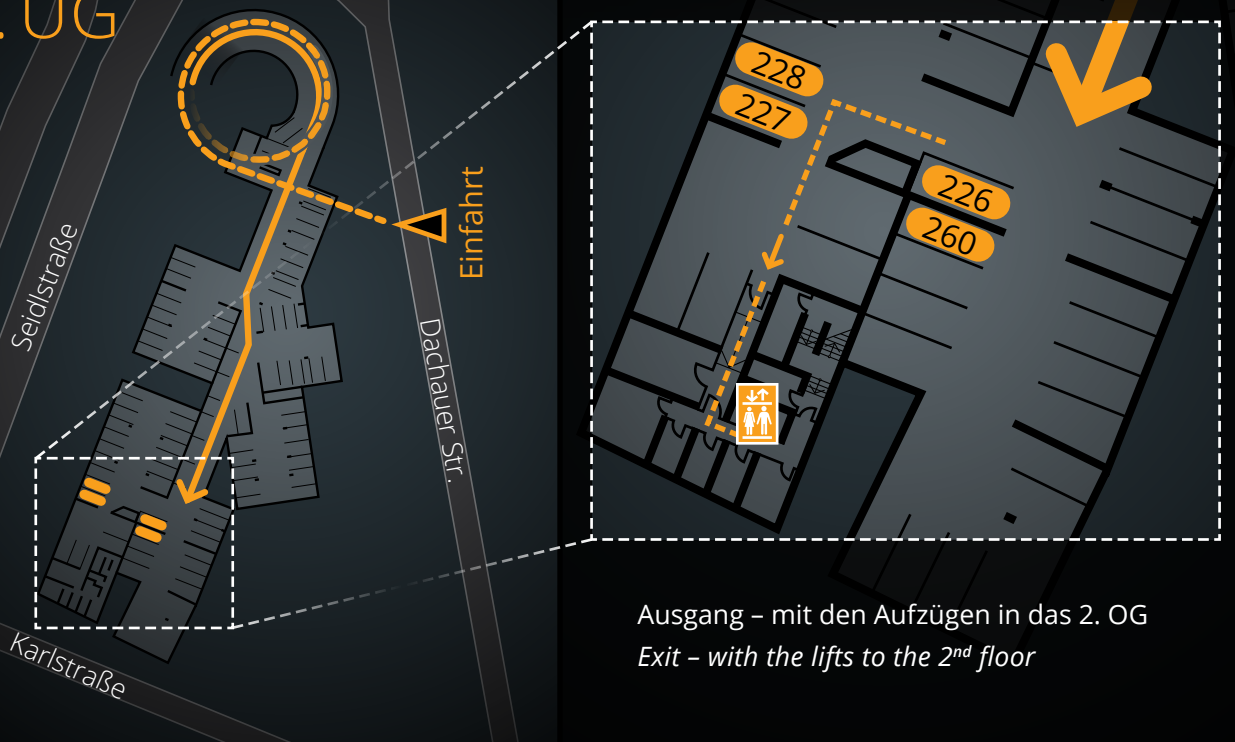 . UG
228
227
226
260
Einfahrt
Seidlstraße
Dachauer Str.
Karlstraße
Ausgang – mit den Aufzügen in das 2. OG
Exit – with the lifts to the 2nd floor